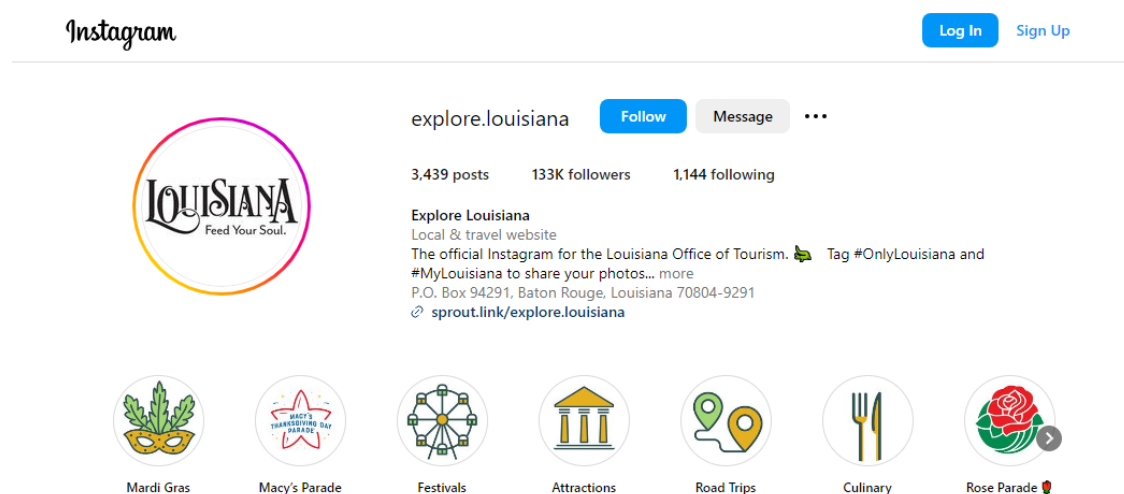 Instagram
Log In
Sign Up
explore.louisiana
Follow
Message
3,439 posts
133K followers
1,144 following
LOUISIANA
Feed Your Soul.
Explore Louisiana
Local & travel website
The official Instagram for the Louisiana Office of Tourism. 🐊 Tag #OnlyLouisiana and
#MyLouisiana to share your photos... more
P.O. Box 94291, Baton Rouge, Louisiana 70804-9291
sprout.link/explore.louisiana
MACY'S
THANKSGIVING DAY
PARADE
Mardi Gras
Macy's Parade
Festivals
Attractions
Road Trips
Culinary
Rose Parade 🌹